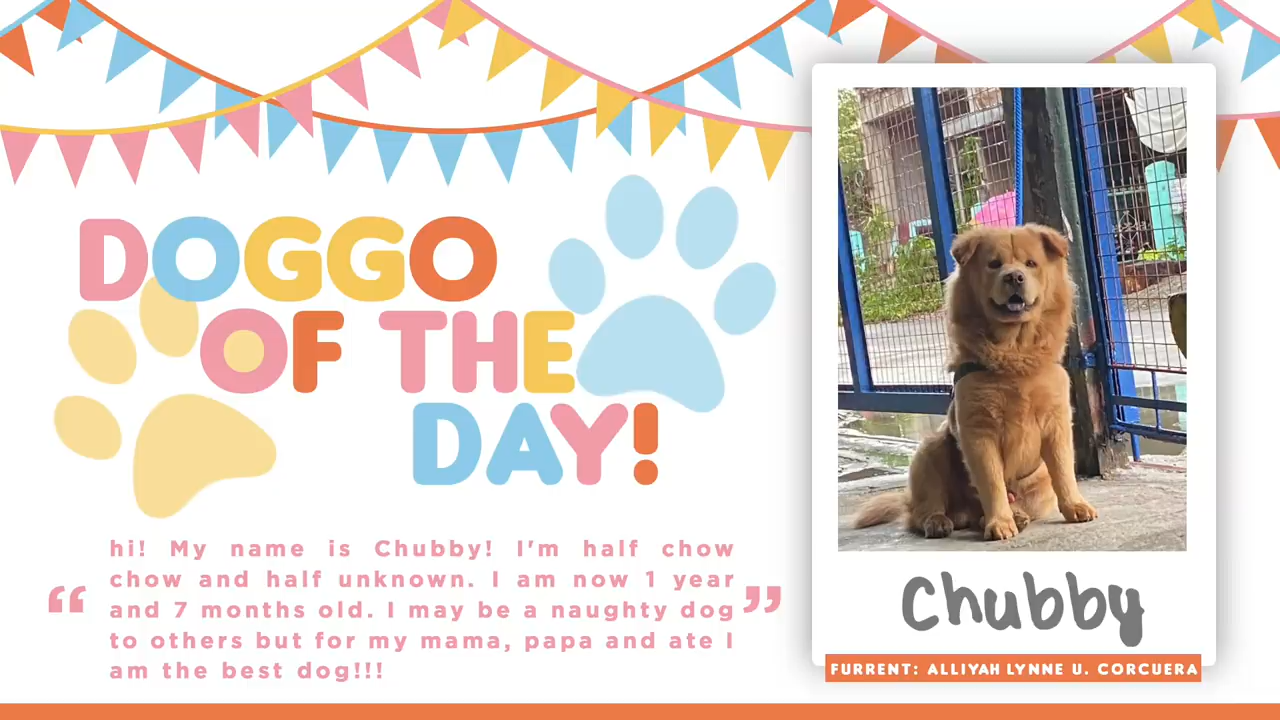 DOGGO
OF THE
DAY!
“ hi! My name is Chubby! I'm half chow
chow and half unknown. I am now 1 year
and 7 months old. I may be a naughty dog
to others but for my mama, papa and ate I
am the best dog!!! ”
Chubby
FURRENT: ALLIYAH LYNNE U. CORCUERA